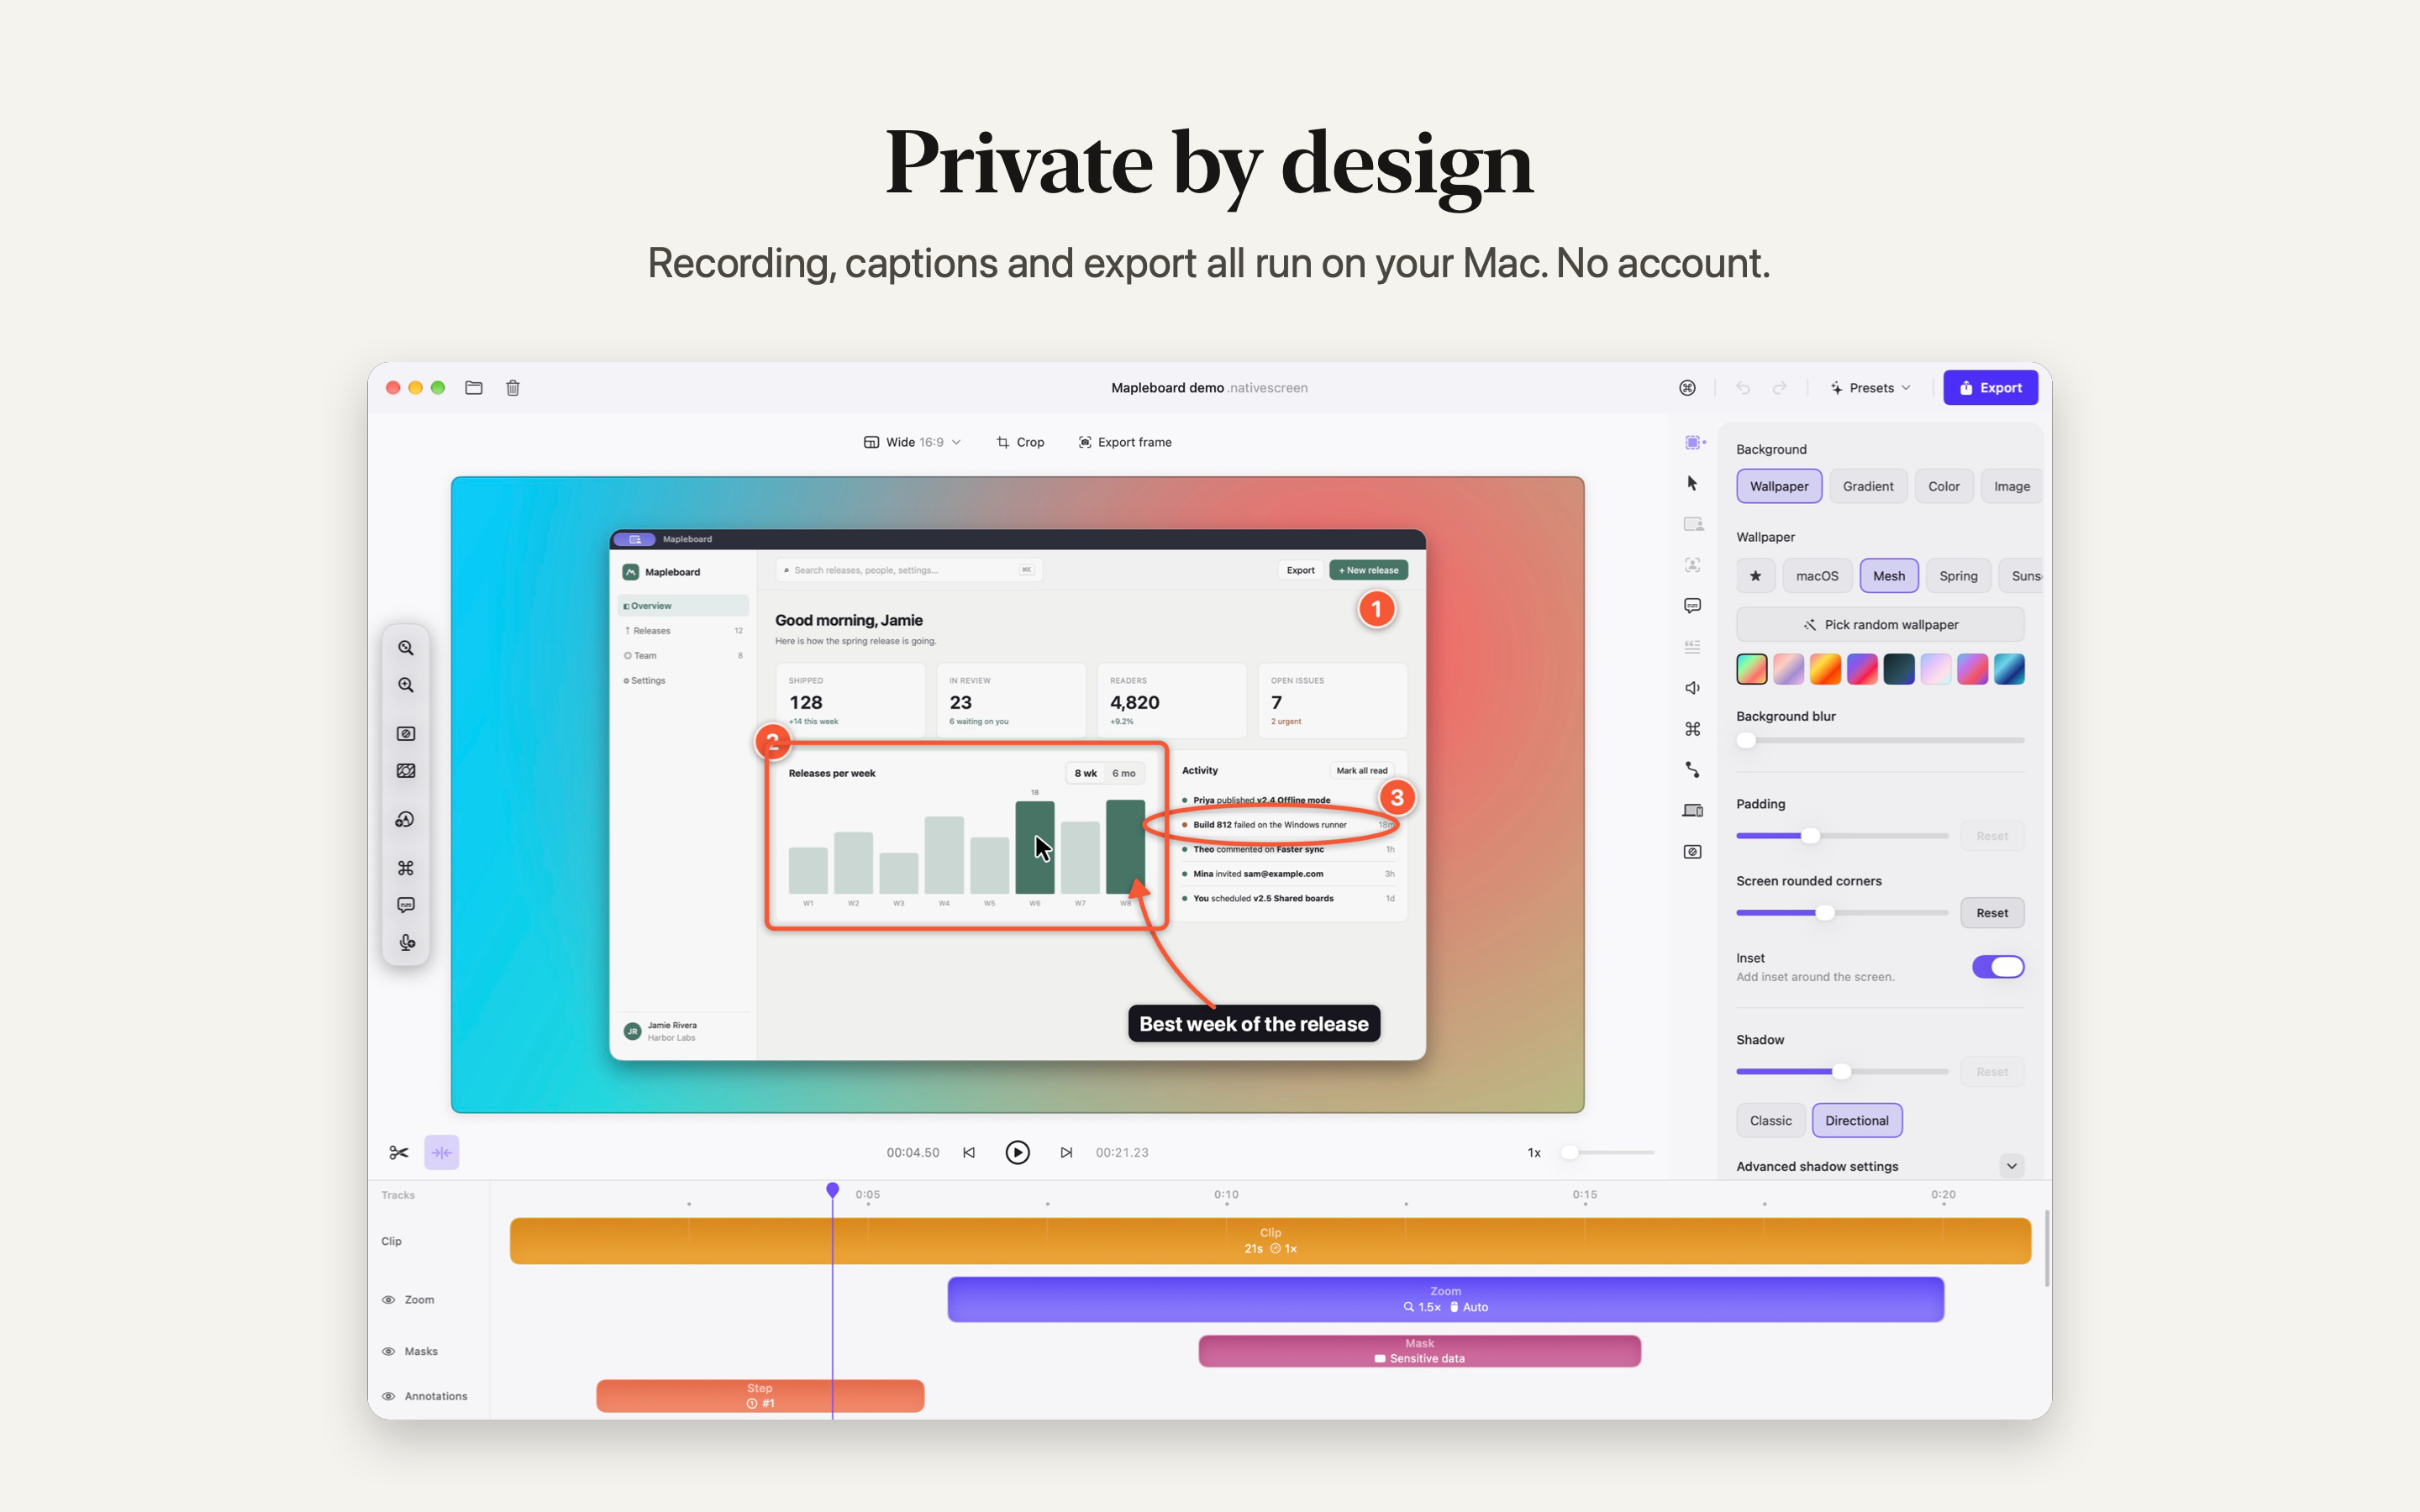 Private by design
Recording, captions and export all run on your Mac. No account.
Mapleboard demo .nativescreen
Presets
Export
Wide 16:9
Crop
Export frame
Mapleboard
Mapleboard
Search releases, people, settings...
⌘K
Export
+ New release
Overview
Releases 12
Team 8
Settings
Good morning, Jamie
Here is how the spring release is going.
1
SHIPPED
128
+14 this week
IN REVIEW
23
6 waiting on you
READERS
4,820
+9.2%
OPEN ISSUES
7
2 urgent
2
Releases per week
8 wk
6 mo
18
W1 W2 W3 W4 W5 W6 W7 W8
Activity
Mark all read
3
Priya published v2.4 Offline mode
Build 812 failed on the Windows runner 18m
Theo commented on Faster sync 1h
Mina invited sam@example.com 3h
You scheduled v2.5 Shared boards 1d
Best week of the release
JR
Jamie Rivera
Harbor Labs
Background
Wallpaper
Gradient
Color
Image
Wallpaper
macOS
Mesh
Spring
Pick random wallpaper
Background blur
Padding
Reset
Screen rounded corners
Reset
Inset
Add inset around the screen.
Shadow
Reset
Classic
Directional
Advanced shadow settings
00:04.50
00:21.23
1x
Tracks
0:05
0:10
0:15
0:20
Clip
Clip
21s 1×
Zoom
Zoom
1.5× Auto
Masks
Mask
Sensitive data
Annotations
Step
#1